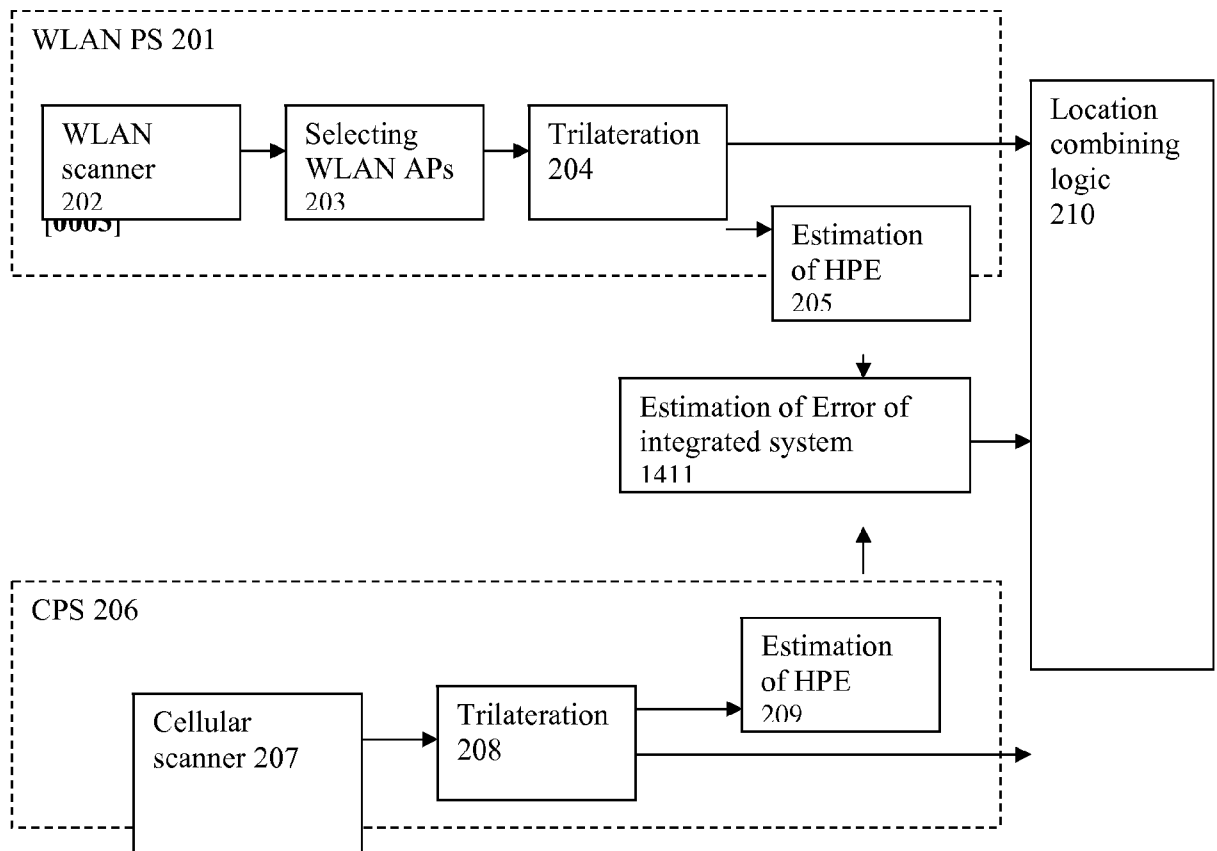 WLAN PS 201
WLAN
scanner
202
Selecting
WLAN APs
203
Trilateration
204
Location
combining
logic
210
[0003]
Estimation
of HPE
205
Estimation of Error of
integrated system
1411
CPS 206
Estimation
of HPE
209
Cellular
scanner 207
Trilateration
208